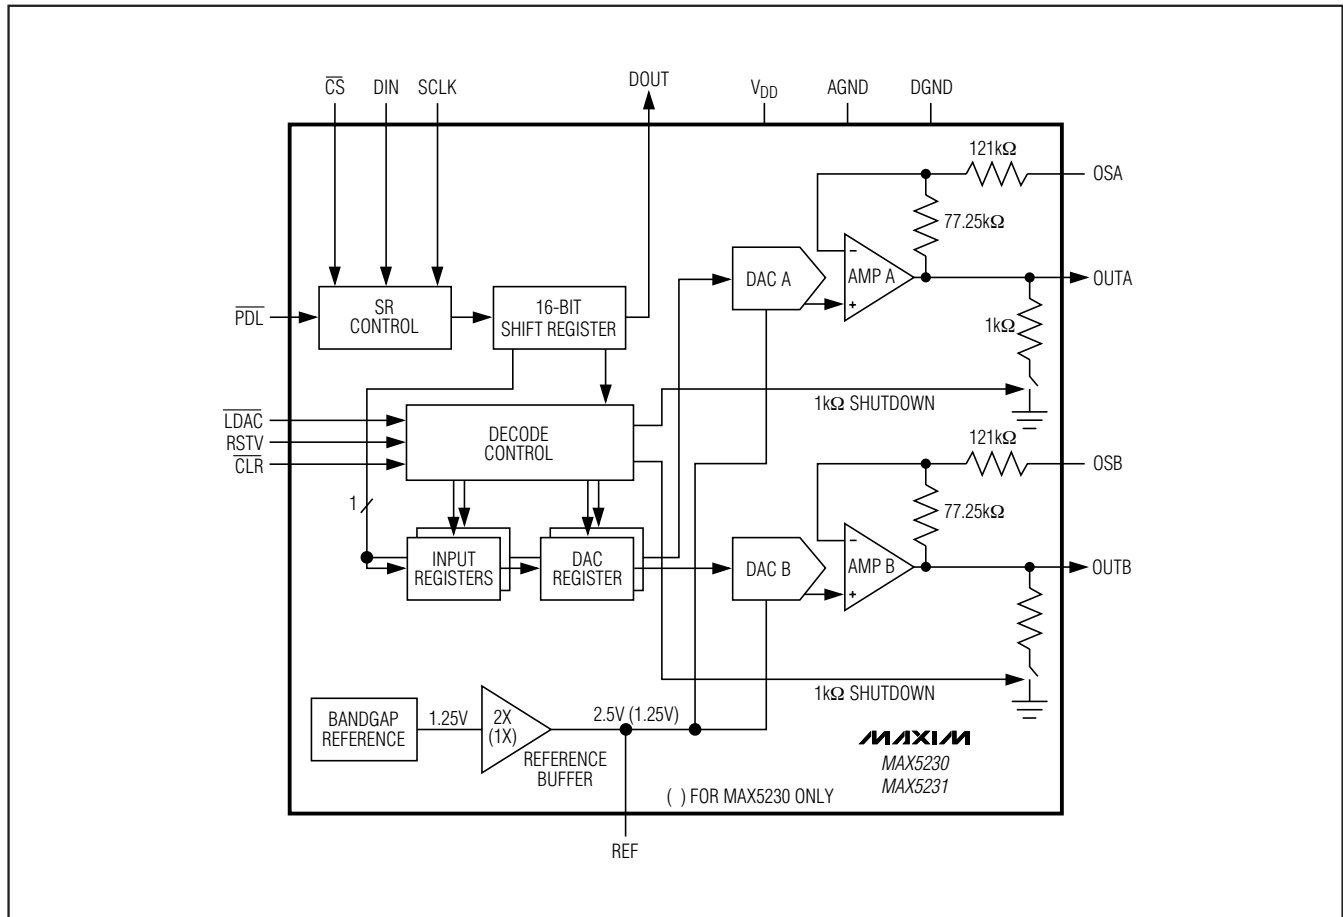 CS DIN SCLK DOUT VDD AGND DGND
121kΩ
OSA
77.25kΩ
DAC A
AMP A
−
+
OUTA
PDL
SR
CONTROL
16-BIT
SHIFT REGISTER
1kΩ
1kΩ SHUTDOWN
LDAC
RSTV
CLR
DECODE
CONTROL
121kΩ
OSB
77.25kΩ
1
INPUT
REGISTERS
DAC
REGISTER
DAC B
AMP B
−
+
OUTB
1kΩ SHUTDOWN
BANDGAP
REFERENCE
1.25V
2X
(1X)
2.5V (1.25V)
REFERENCE
BUFFER
MAXIM
MAX5230
MAX5231
( ) FOR MAX5230 ONLY
REF